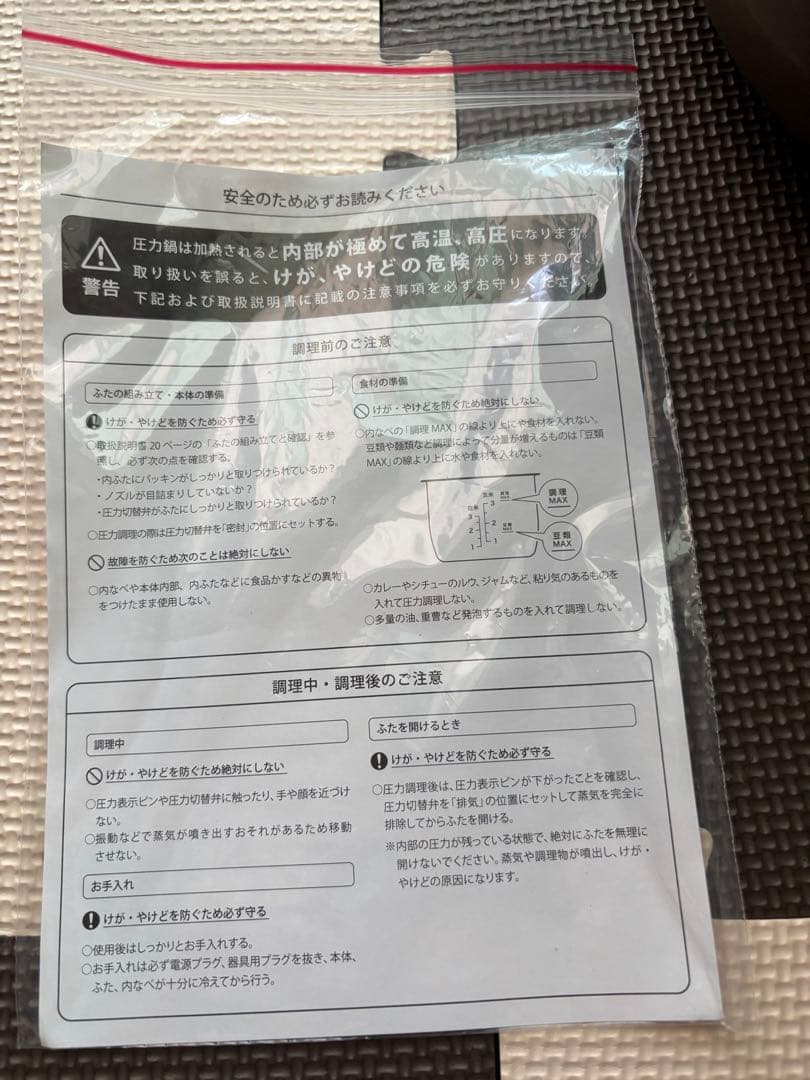 安全のため必ずお読みください
警告
圧力鍋は加熱されると内部が極めて高温、高圧になります。
取り扱いを誤ると、けが、やけどの危険がありますので、
下記および取扱説明書に記載の注意事項を必ずお守りください。
調理前のご注意
ふたの組み立て・本体の準備
けが・やけどを防ぐため必ず守る
○取扱説明書20ページの「ふたの組み立てと確認」を参
照し、必ず次の点を確認する。
・内ふたにパッキンがしっかりと取りつけられているか？
・ノズルが目詰まりしていないか？
・圧力切替弁がふたにしっかりと取りつけられているか？
○圧力調理の際は圧力切替弁を「密封」の位置にセットする。
故障を防ぐため次のことは絶対にしない
○内なべや本体内部、内ふたなどに食品かすなどの異物
をつけたまま使用しない。
食材の準備
けが・やけどを防ぐため絶対にしない
○内なべの「調理MAX」の線より上に水や食材を入れない。
豆類や麺類など調理によって分量が増えるものは「豆類
MAX」の線より上に水や食材を入れない。
白米
3
2
1
玄米
3
2
1
調理
MAX
豆類
MAX
調理
MAX
豆類
MAX
○カレーやシチューのルウ、ジャムなど、粘り気のあるものを
入れて圧力調理しない。
○多量の油、重曹など発泡するものを入れて調理しない。
調理中・調理後のご注意
調理中
けが・やけどを防ぐため絶対にしない
○圧力表示ピンや圧力切替弁に触ったり、手や顔を近づけ
ない。
○振動などで蒸気が噴き出すおそれがあるため移動
させない。
お手入れ
けが・やけどを防ぐため必ず守る
○使用後はしっかりとお手入れする。
○お手入れは必ず電源プラグ、器具用プラグを抜き、本体、
ふた、内なべが十分に冷えてから行う。
ふたを開けるとき
けが・やけどを防ぐため必ず守る
○圧力調理後は、圧力表示ピンが下がったことを確認し、
圧力切替弁を「排気」の位置にセットして蒸気を完全に
排除してからふたを開ける。
※内部の圧力が残っている状態で、絶対にふたを無理に
開けないでください。蒸気や調理物が噴出し、けが・
やけどの原因になります。